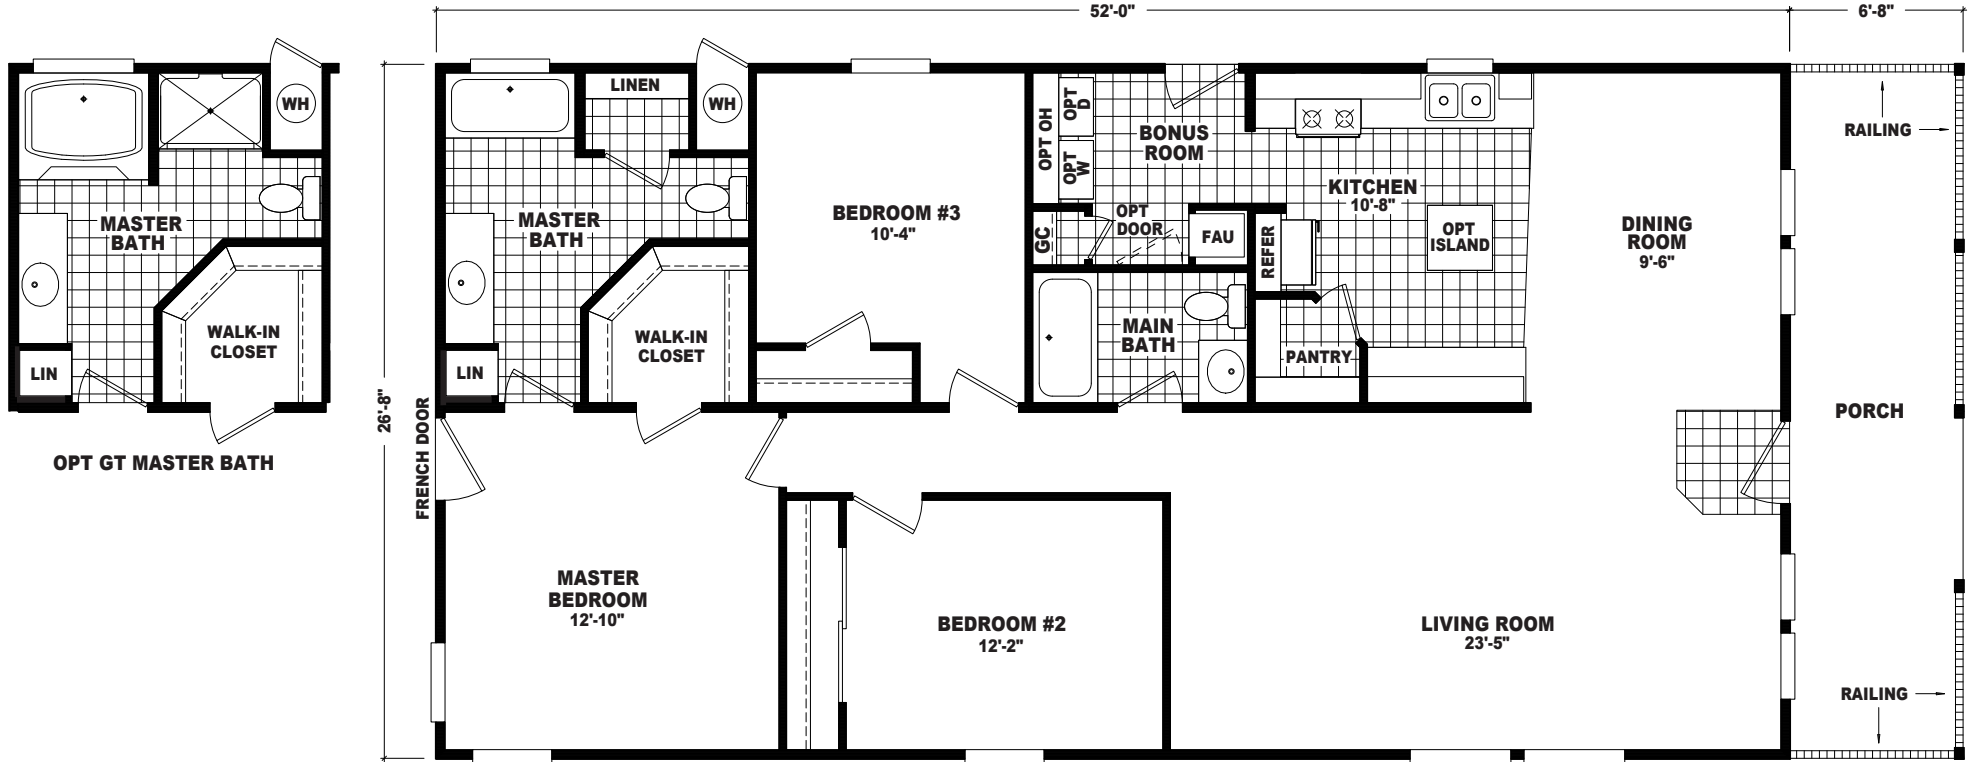 52'-0"
6'-8"
WH
MASTER
BATH
LIN
WALK-IN
CLOSET
OPT GT MASTER BATH
26'-8"
FRENCH DOOR
LINEN
WH
MASTER
BATH
LIN
WALK-IN
CLOSET
BEDROOM #3
10'-4"
OPT OH
OPT
D
OPT
W
BONUS
ROOM
GC
OPT
DOOR
FAU
REFER
KITCHEN
10'-8"
OPT
ISLAND
DINING
ROOM
9'-6"
MAIN
BATH
PANTRY
RAILING
PORCH
MASTER
BEDROOM
12'-10"
BEDROOM #2
12'-2"
LIVING ROOM
23'-5"
RAILING